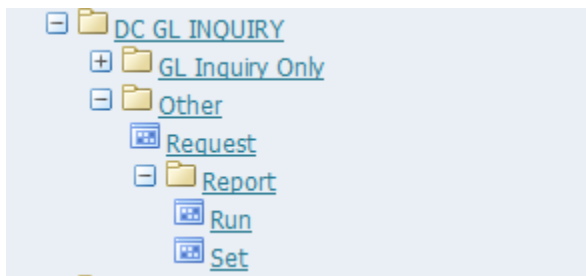 DC GL INQUIRY
GL Inquiry Only
Other
Request
Report
Run
Set